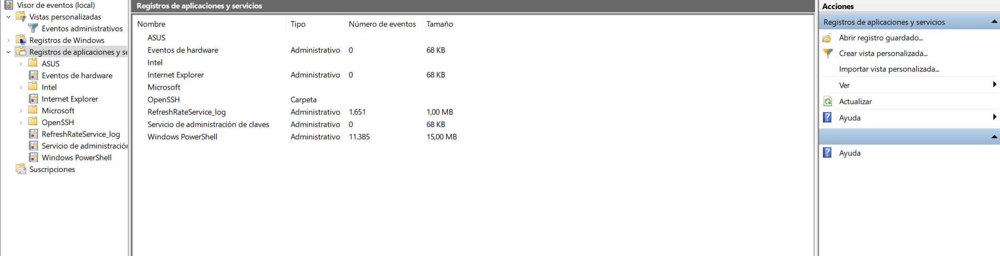 Visor de eventos (local)
Vistas personalizadas
Eventos administrativos
Registros de Windows
Registros de aplicaciones y se
ASUS
Eventos de hardware
Intel
Internet Explorer
Microsoft
OpenSSH
RefreshRateService_log
Servicio de administración
Windows PowerShell
Suscripciones
Registros de aplicaciones y servicios
Nombre Tipo Número de eventos Tamaño
ASUS
Eventos de hardware Administrativo 0 68 KB
Intel
Internet Explorer Administrativo 0 68 KB
Microsoft
OpenSSH Carpeta
RefreshRateService_log Administrativo 1.651 1,00 MB
Servicio de administración de claves Administrativo 0 68 KB
Windows PowerShell Administrativo 11.385 15,00 MB
Acciones
Registros de aplicaciones y servicios
Abrir registro guardado...
Crear vista personalizada...
Importar vista personalizada...
Ver
Actualizar
Ayuda
Ayuda